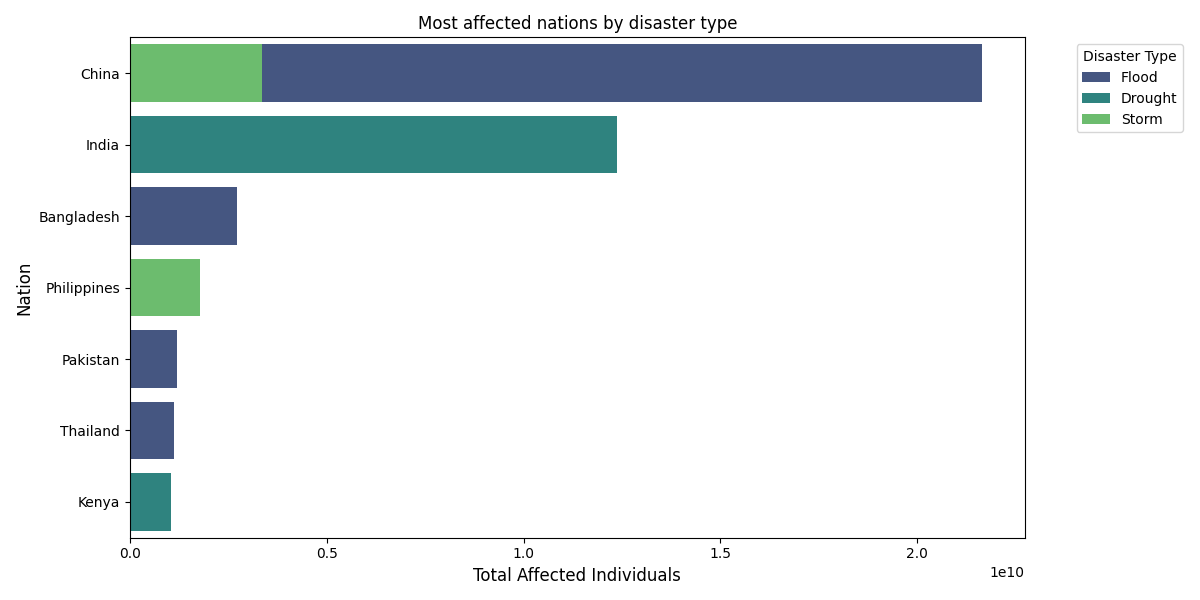 Most affected nations by disaster type
China
India
Bangladesh
Philippines
Pakistan
Thailand
Kenya
Nation
0.0 0.5 1.0 1.5 2.0
1e10
Total Affected Individuals
Disaster Type
Flood
Drought
Storm